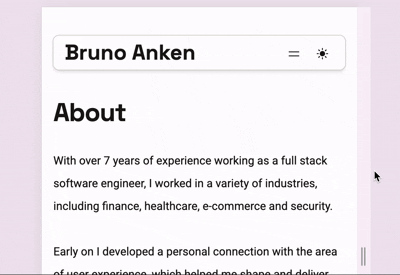 Bruno Anken
About
With over 7 years of experience working as a full stack
software engineer, I worked in a variety of industries,
including finance, healthcare, e-commerce and security.
Early on I developed a personal connection with the area
of user experience, which helped me shape and deliver